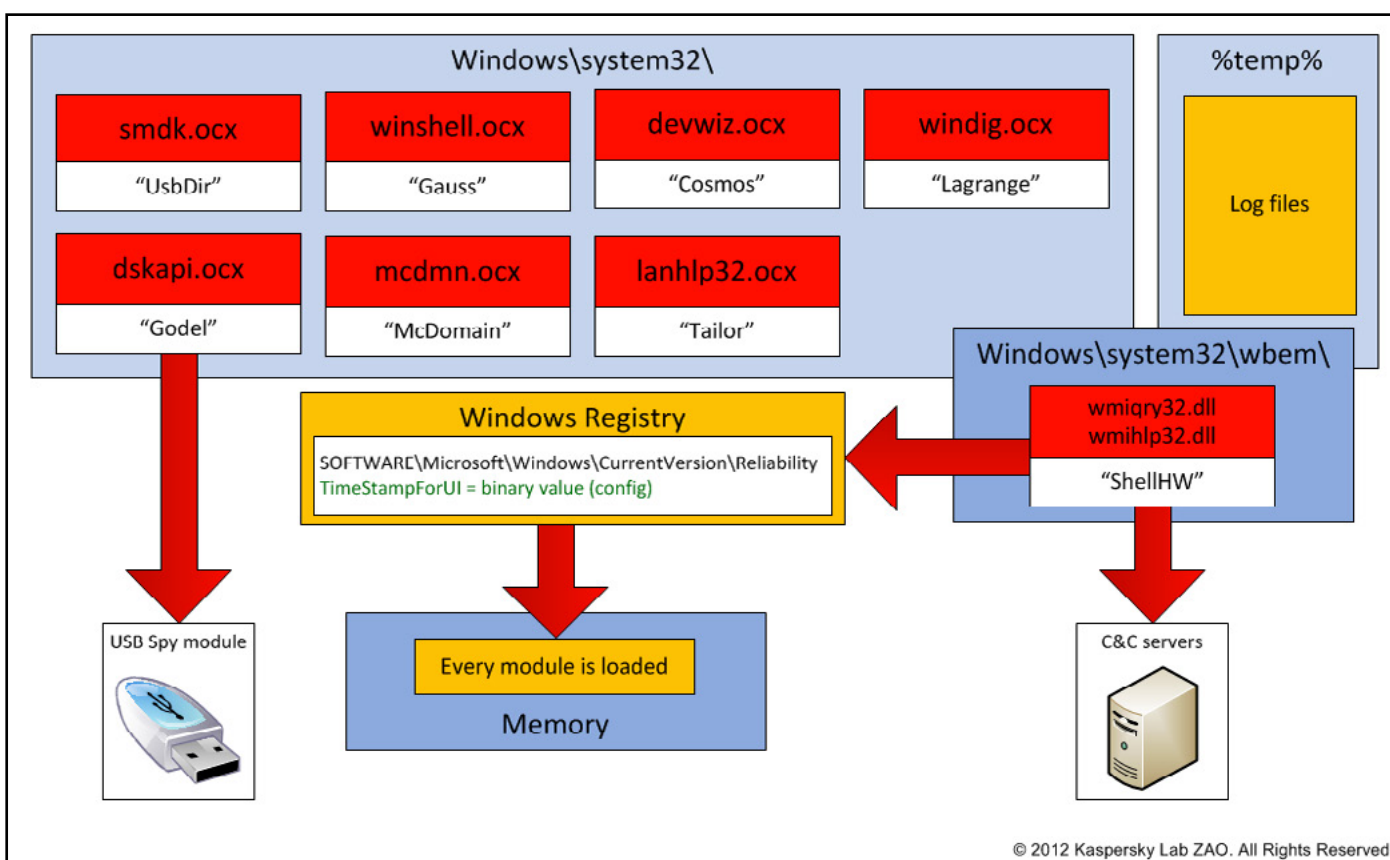 Windows\system32\
%temp%
smdk.ocx
“UsbDir”
winshell.ocx
“Gauss”
devwiz.ocx
“Cosmos”
windig.ocx
“Lagrange”
Log files
dskapi.ocx
“Godel”
mcdmn.ocx
“McDomain”
lanhlp32.ocx
“Tailor”
Windows\system32\wbem\
wmiqry32.dll
wmihlp32.dll
“ShellHW”
Windows Registry
SOFTWARE\Microsoft\Windows\CurrentVersion\Reliability
TimeStampForUI = binary value (config)
USB Spy module
Every module is loaded
Memory
C&C servers
© 2012 Kaspersky Lab ZAO. All Rights Reserved